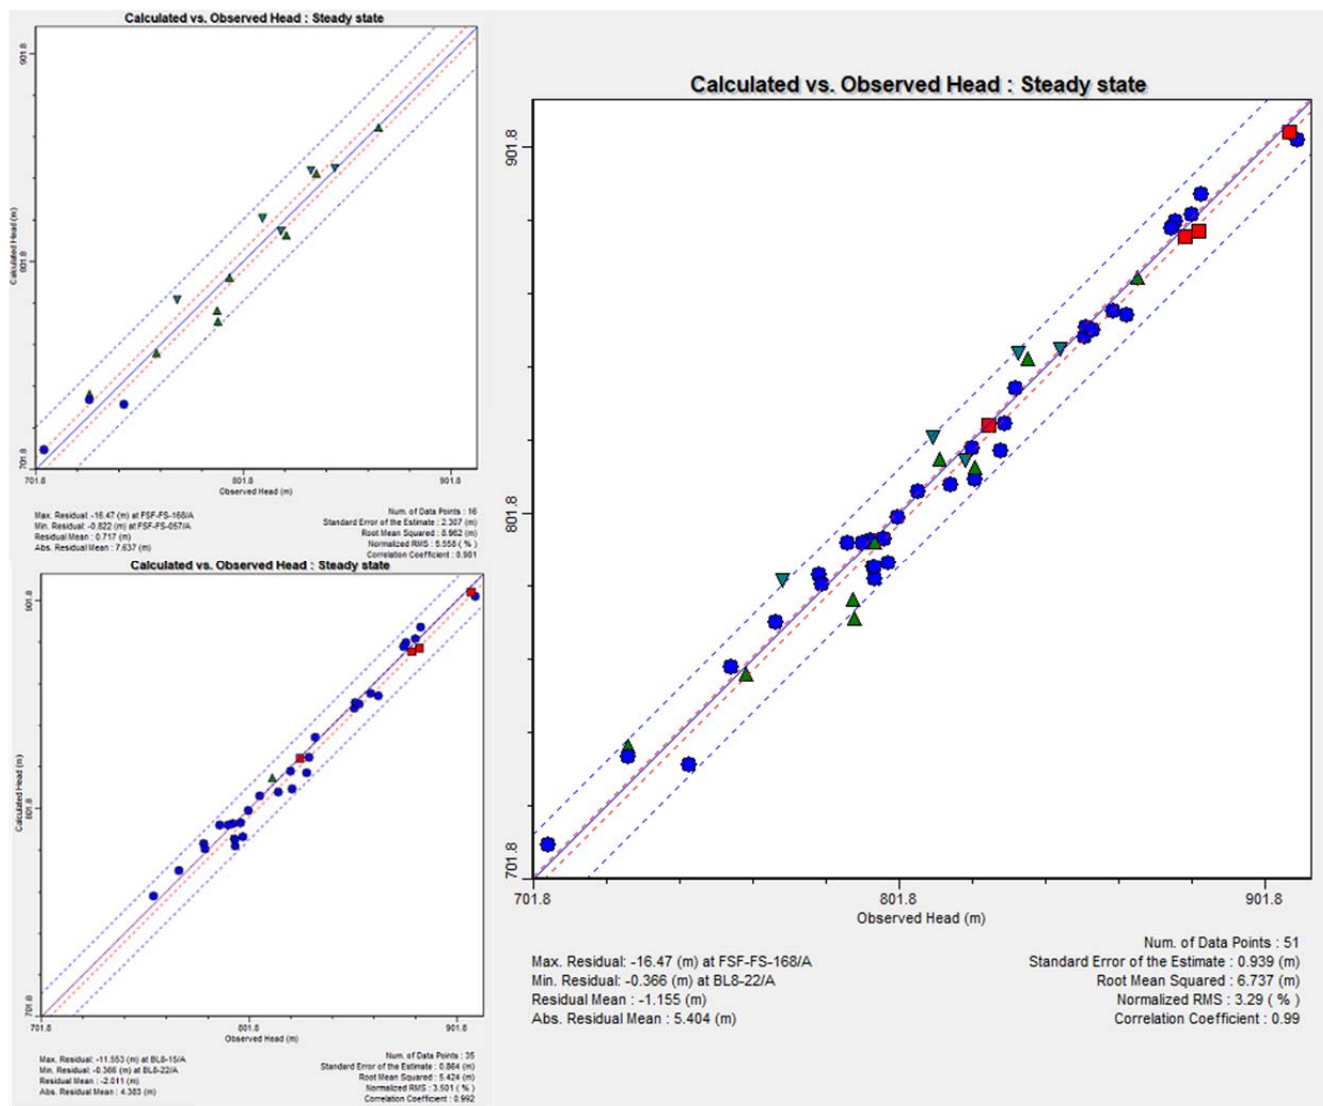 Calculated vs. Observed Head : Steady state
901.8
801.8
701.8
Calculated Head (m)
701.8
801.8
901.8
Observed Head (m)
Max. Residual: -16.47 (m) at FSF-FS-168/A
Min. Residual: -0.822 (m) at FSF-FS-057/A
Residual Mean : 0.717 (m)
Abs. Residual Mean : 7.637 (m)
Num. of Data Points : 16
Standard Error of the Estimate : 2.307 (m)
Root Mean Squared : 8.962 (m)
Normalized RMS : 5.558 ( % )
Correlation Coefficient : 0.981
Calculated vs. Observed Head : Steady state
901.8
801.8
701.8
Calculated Head (m)
701.8
801.8
901.8
Observed Head (m)
Max. Residual: -11.553 (m) at BL8-15/A
Min. Residual: -0.366 (m) at BL8-22/A
Residual Mean : -2.011 (m)
Abs. Residual Mean : 4.383 (m)
Num. of Data Points : 35
Standard Error of the Estimate : 0.864 (m)
Root Mean Squared : 5.424 (m)
Normalized RMS : 3.501 ( % )
Correlation Coefficient : 0.992
Calculated vs. Observed Head : Steady state
901.8
801.8
701.8
Calculated Head (m)
701.8
801.8
901.8
Observed Head (m)
Max. Residual: -16.47 (m) at FSF-FS-168/A
Min. Residual: -0.366 (m) at BL8-22/A
Residual Mean : -1.155 (m)
Abs. Residual Mean : 5.404 (m)
Num. of Data Points : 51
Standard Error of the Estimate : 0.939 (m)
Root Mean Squared : 6.737 (m)
Normalized RMS : 3.29 ( % )
Correlation Coefficient : 0.99